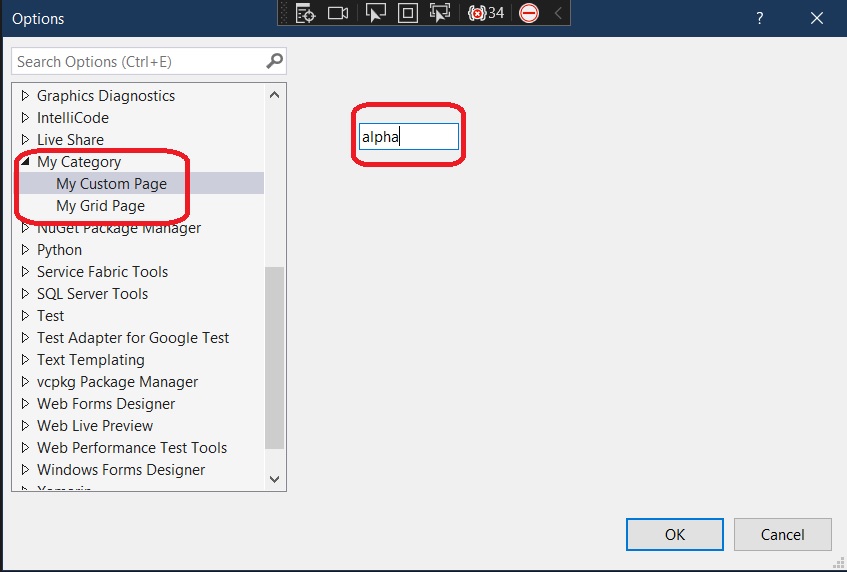 Options
34
?
Search Options (Ctrl+E)
Graphics Diagnostics
IntelliCode
Live Share
My Category
My Custom Page
My Grid Page
NuGet Package Manager
Python
Service Fabric Tools
SQL Server Tools
Test
Test Adapter for Google Test
Text Templating
vcpkg Package Manager
Web Forms Designer
Web Live Preview
Web Performance Test Tools
Windows Forms Designer
alpha
OK
Cancel